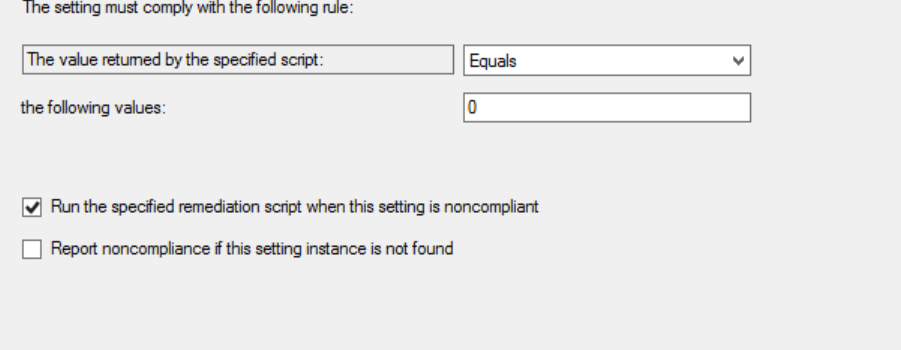 The setting must comply with the following rule:
The value returned by the specified script: Equals
the following values: 0
Run the specified remediation script when this setting is noncompliant
Report noncompliance if this setting instance is not found